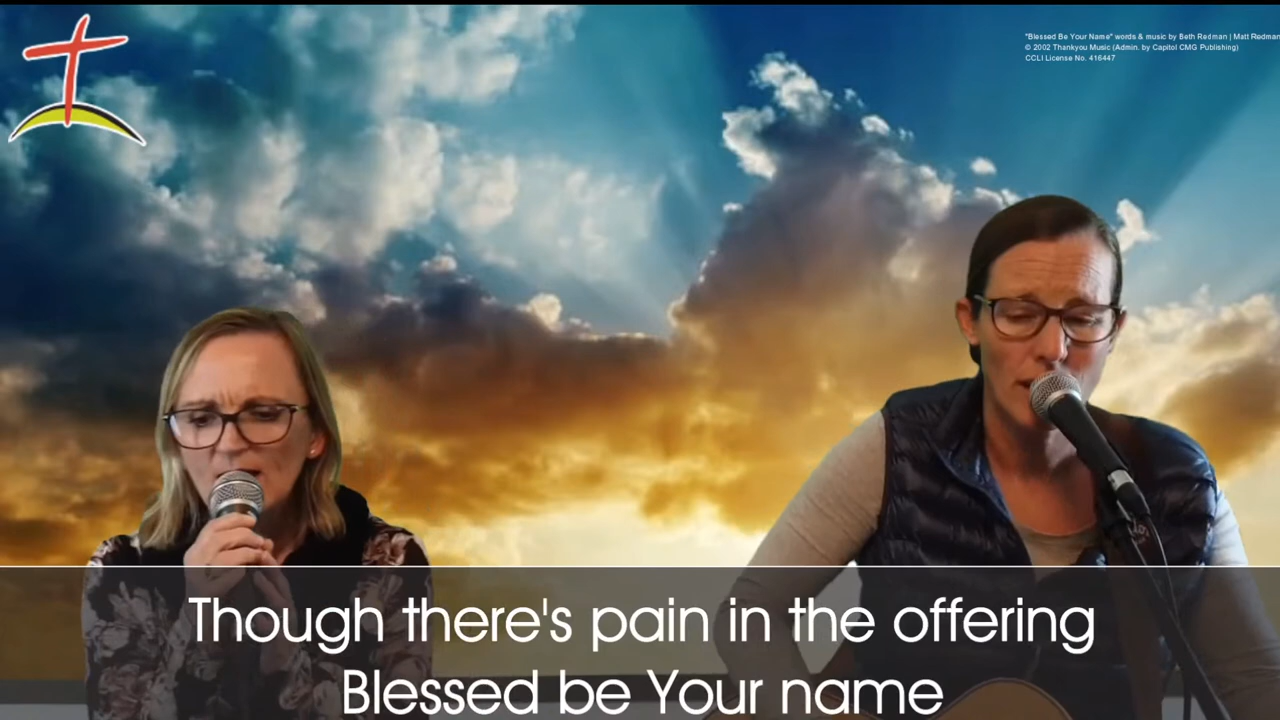 "Blessed Be Your Name" words & music by Beth Redman | Matt Redman
© 2002 Thankyou Music (Admin. by Capitol CMG Publishing)
CCLI License No. 416447
Though there's pain in the offering
Blessed be Your name